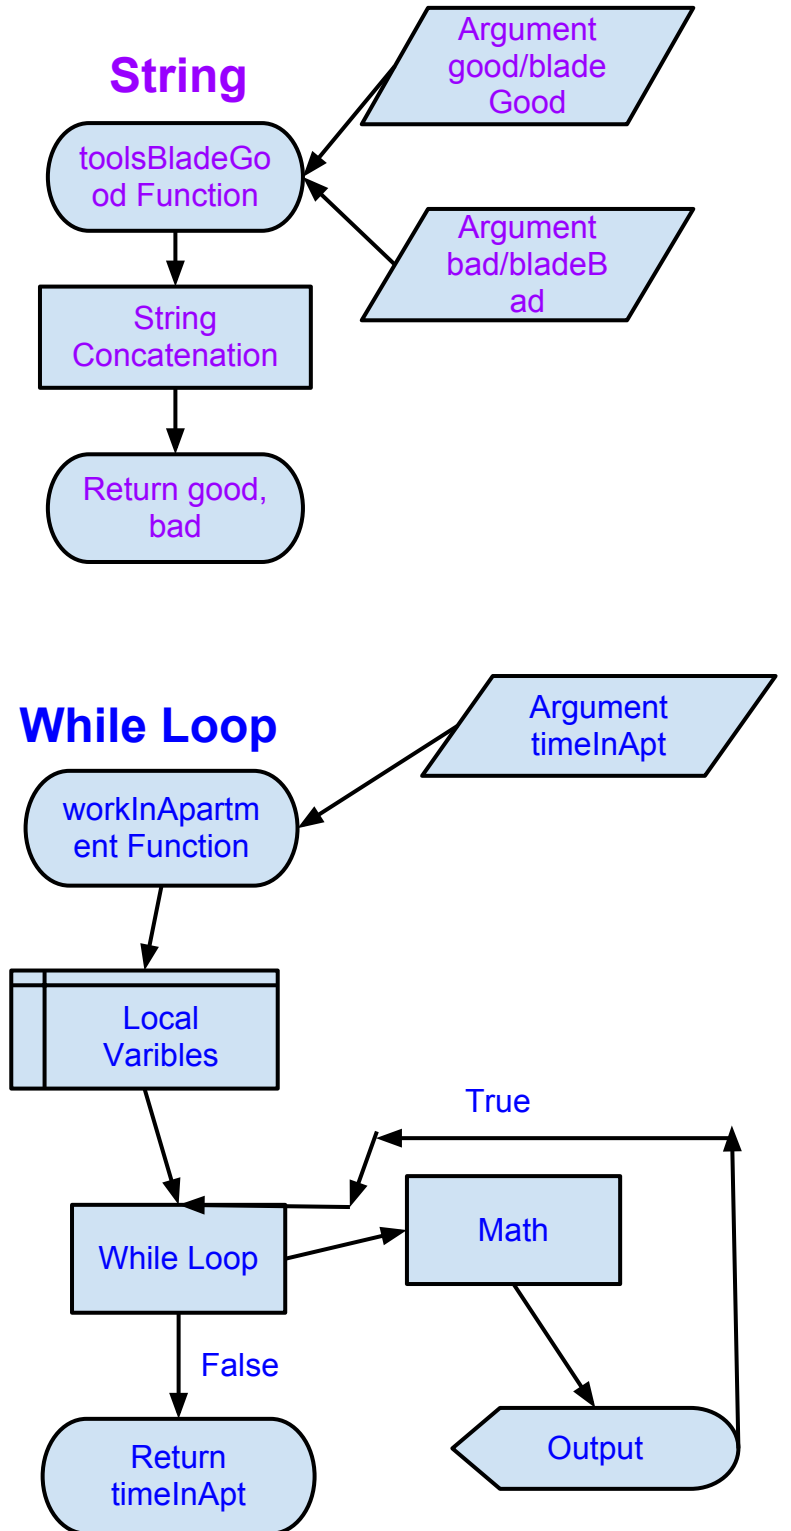 String
Argument
good/blade
Good
toolsBladeGo
od Function
Argument
bad/bladeB
ad
String
Concatenation
Return good,
bad
While Loop
Argument
timeInApt
workInApartm
ent Function
Local
Varibles
True
While Loop
Math
False
Return
timeInApt
Output